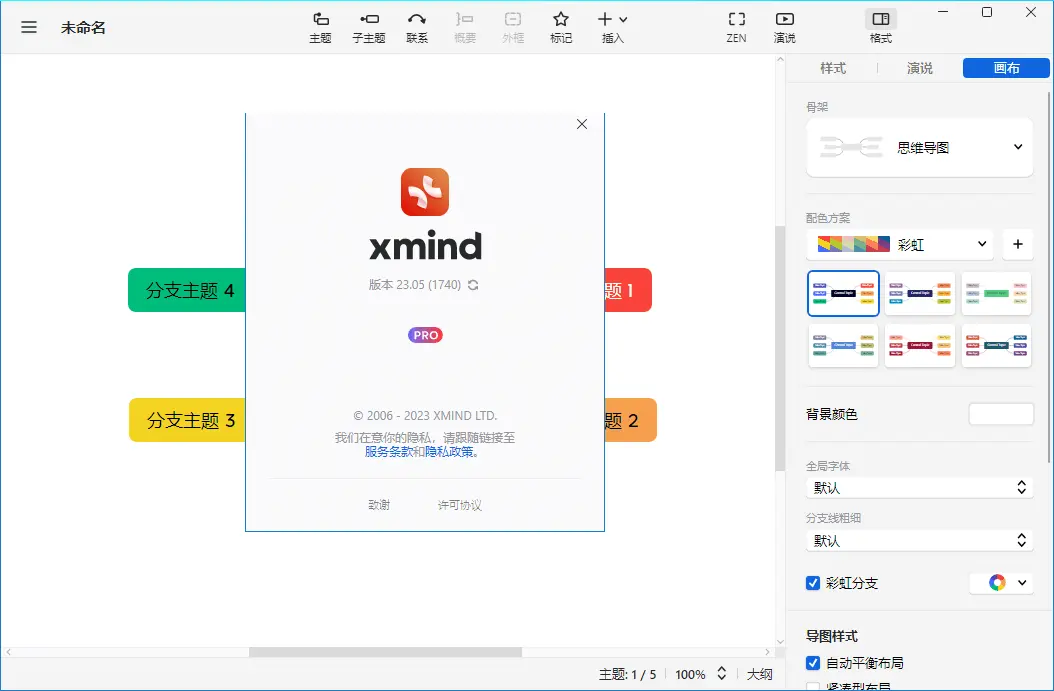 未命名
主题
子主题
联系
概要
外框
标记
插入
ZEN
演说
格式
样式
演说
画布
骨架
思维导图
配色方案
彩虹
背景颜色
全局字体
默认
分支线粗细
默认
彩虹分支
导图样式
自动平衡布局
紧凑型布局
分支主题 4
分支主题 3
题 1
题 2
xmind
版本 23.05 (1740)
PRO
© 2006 - 2023 XMIND LTD.
我们在意你的隐私，请跟随链接至
服务条款和隐私政策。
致谢
许可协议
主题: 1 / 5
100%
大纲